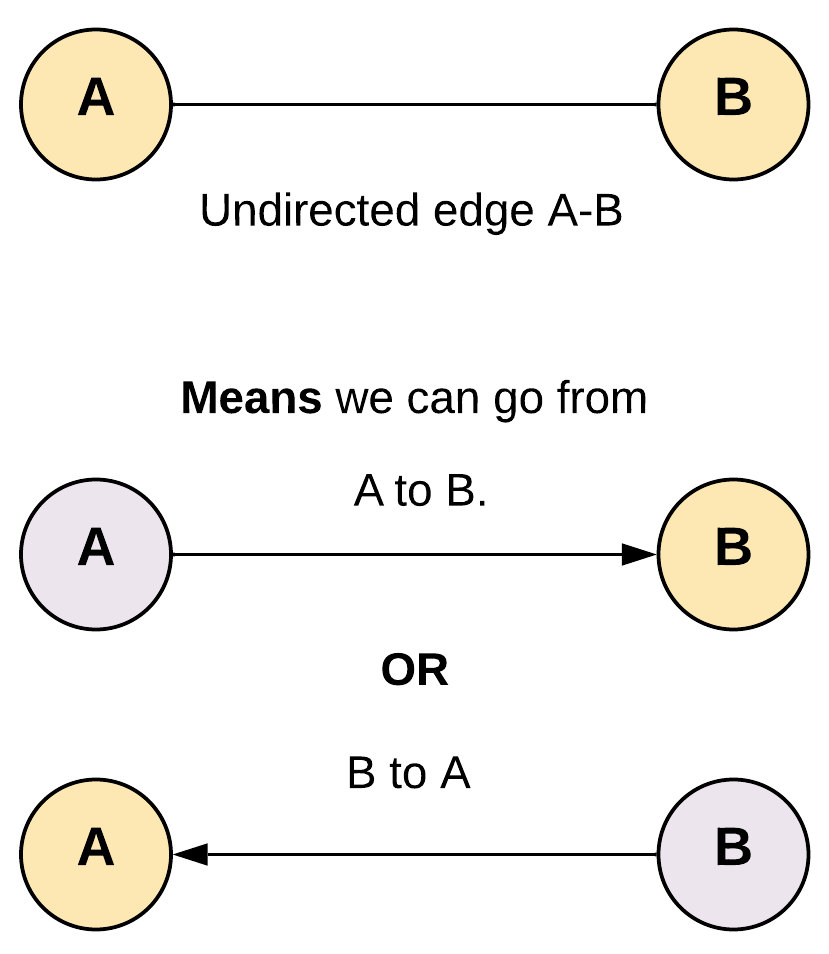 A
B
Undirected edge A-B
Means we can go from
A to B.
A
B
OR
B to A
A
B